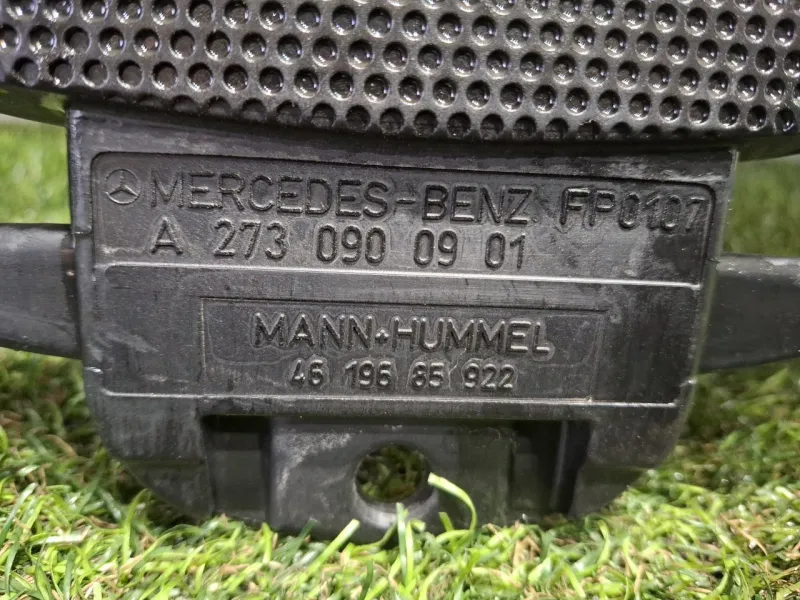 MERCEDES-BENZ FP0107
A 273 090 09 01
MANN+HUMMEL
46 196 85 922